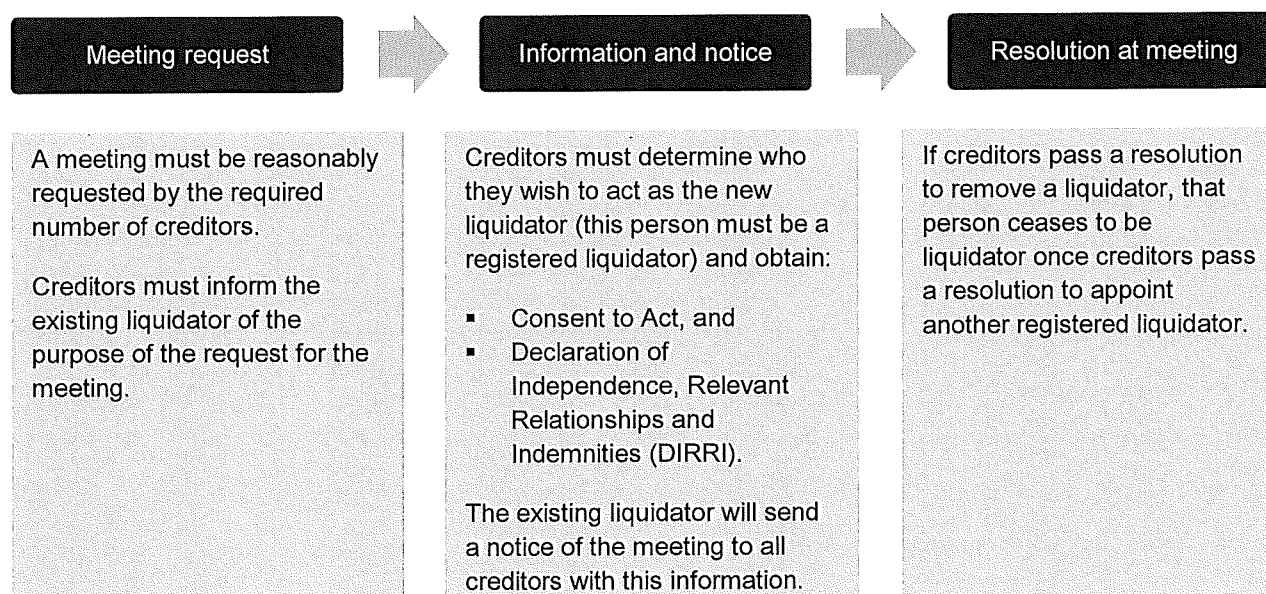 Meeting request
Information and notice
Resolution at meeting
A meeting must be reasonably
requested by the required
number of creditors.
Creditors must inform the
existing liquidator of the
purpose of the request for the
meeting.
Creditors must determine who
they wish to act as the new
liquidator (this person must be a
registered liquidator) and obtain:
▪ Consent to Act, and
▪ Declaration of
Independence, Relevant
Relationships and
Indemnities (DIRRI).
The existing liquidator will send
a notice of the meeting to all
creditors with this information.
If creditors pass a resolution
to remove a liquidator, that
person ceases to be
liquidator once creditors pass
a resolution to appoint
another registered liquidator.